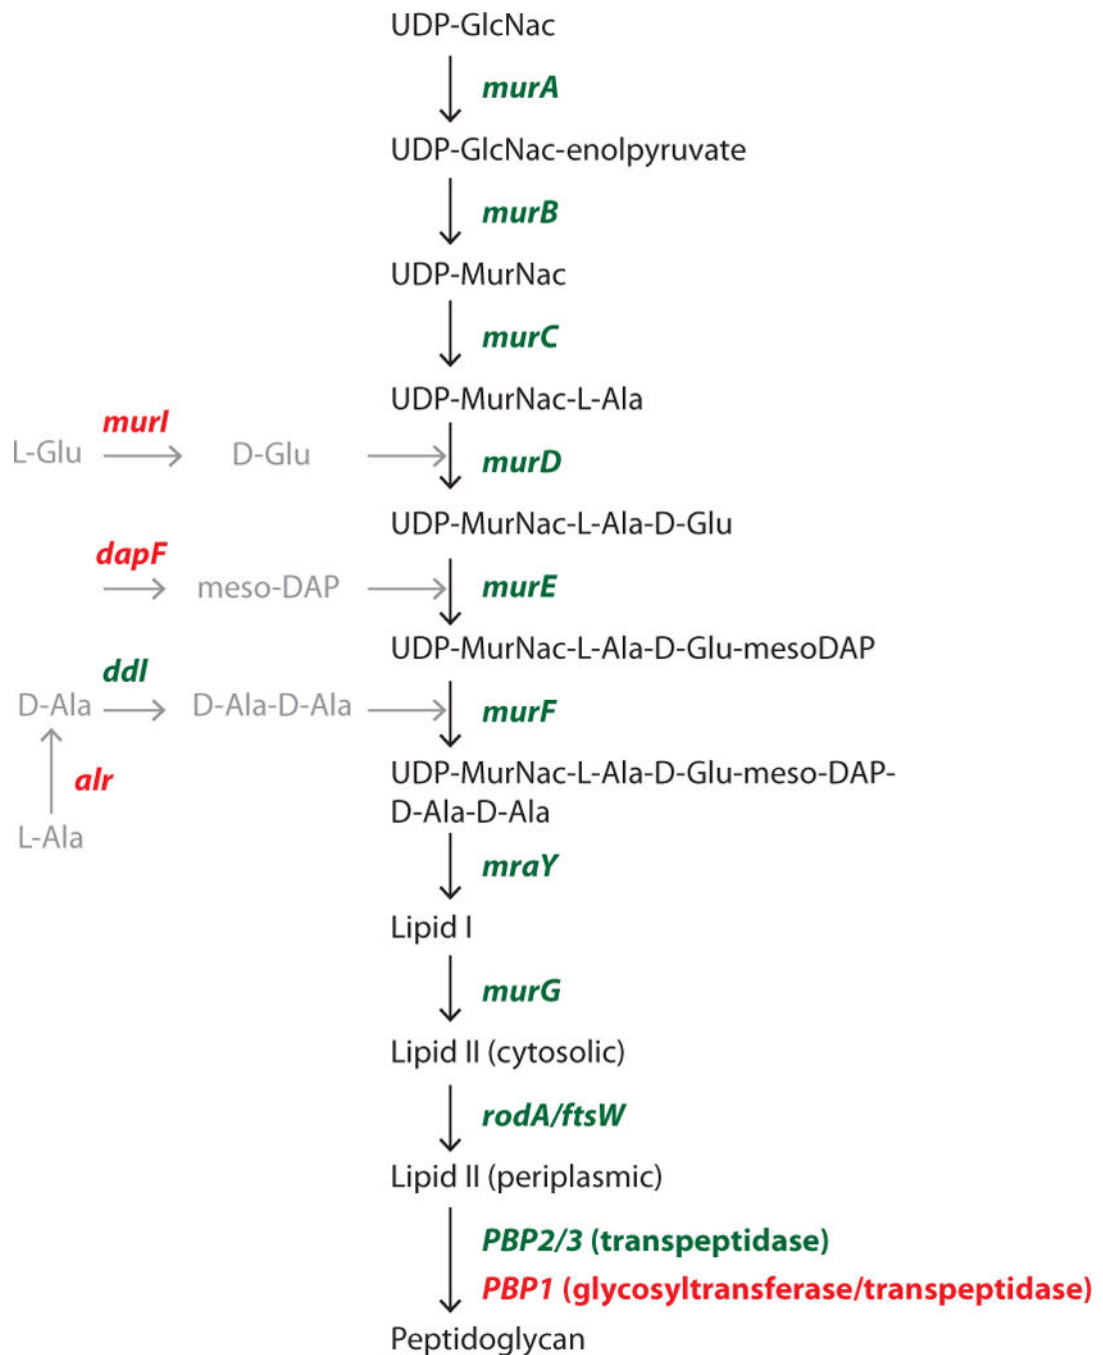 UDP-GlcNac
murA
UDP-GlcNac-enolpyruvate
murB
UDP-MurNac
murC
UDP-MurNac-L-Ala
murI
L-Glu
D-Glu
murD
UDP-MurNac-L-Ala-D-Glu
dapF
meso-DAP
murE
UDP-MurNac-L-Ala-D-Glu-mesoDAP
ddl
D-Ala
D-Ala-D-Ala
murF
alr
L-Ala
UDP-MurNac-L-Ala-D-Glu-meso-DAP-
D-Ala-D-Ala
mraY
Lipid I
murG
Lipid II (cytosolic)
rodA/ftsW
Lipid II (periplasmic)
PBP2/3 (transpeptidase)
PBP1 (glycosyltransferase/transpeptidase)
Peptidoglycan